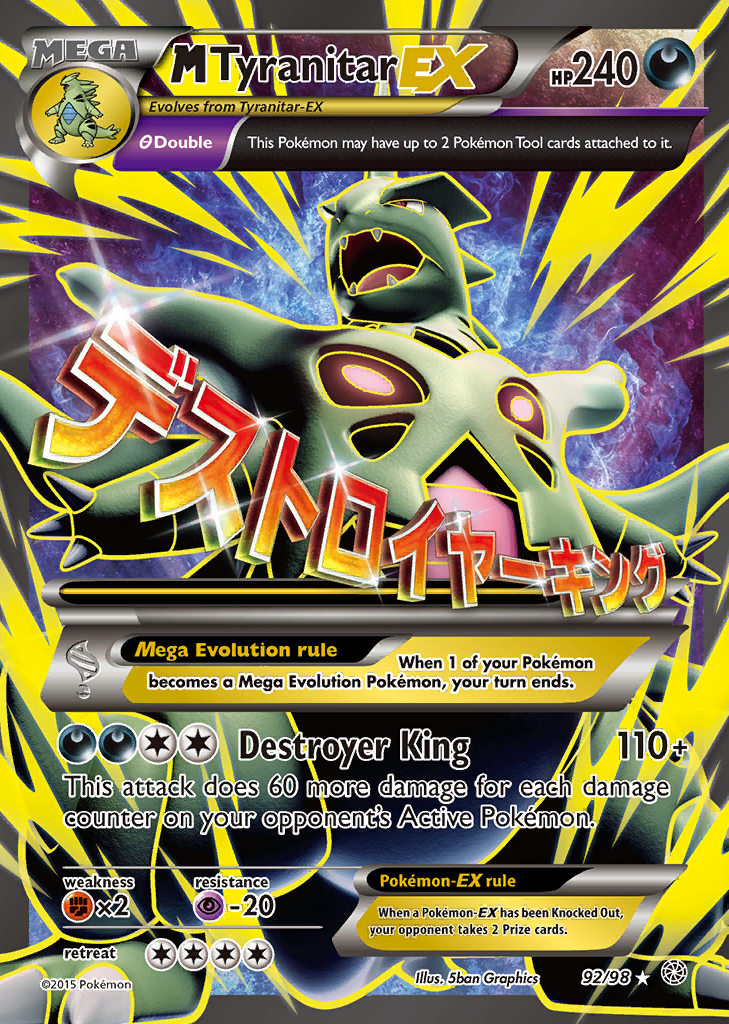 MEGA
M Tyranitar EX
HP240
Evolves from Tyranitar-EX
θ Double
This Pokémon may have up to 2 Pokémon Tool cards attached to it.
デストロイヤーキング
Mega Evolution rule
When 1 of your Pokémon
becomes a Mega Evolution Pokémon, your turn ends.
Destroyer King 110+
This attack does 60 more damage for each damage
counter on your opponent's Active Pokémon.
weakness resistance
×2 -20
Pokémon-EX rule
When a Pokémon-EX has been Knocked Out,
your opponent takes 2 Prize cards.
retreat
©2015 Pokémon
Illus. 5ban Graphics
92/98 ★